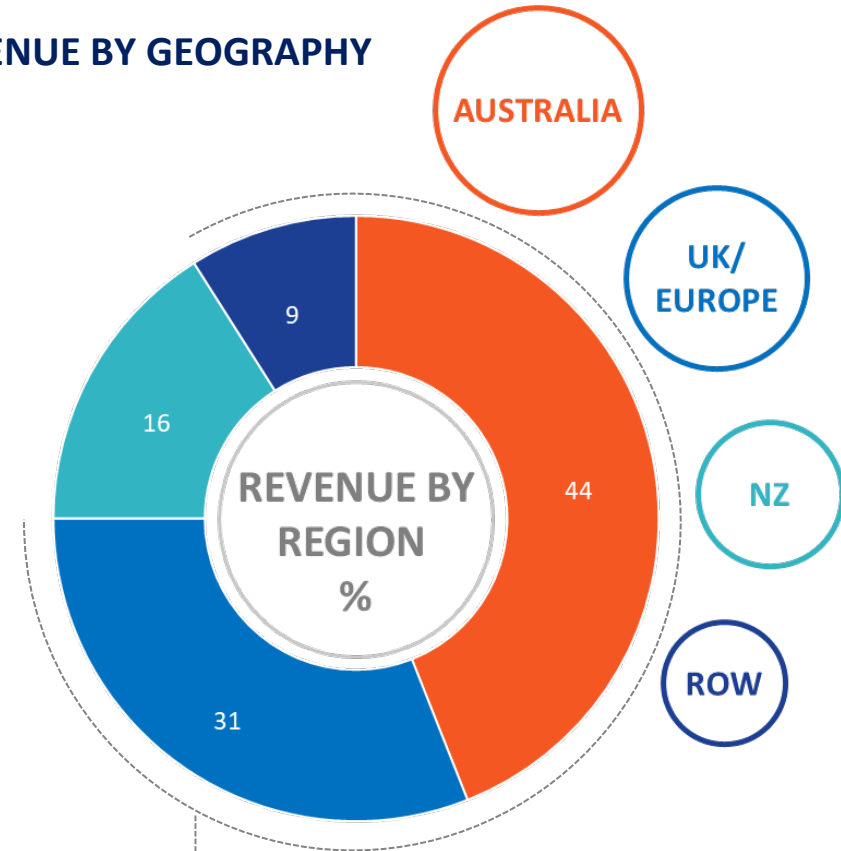 ENUE BY GEOGRAPHY
AUSTRALIA
UK/
EUROPE
9
16
REVENUE BY
REGION
%
44
NZ
ROW
31